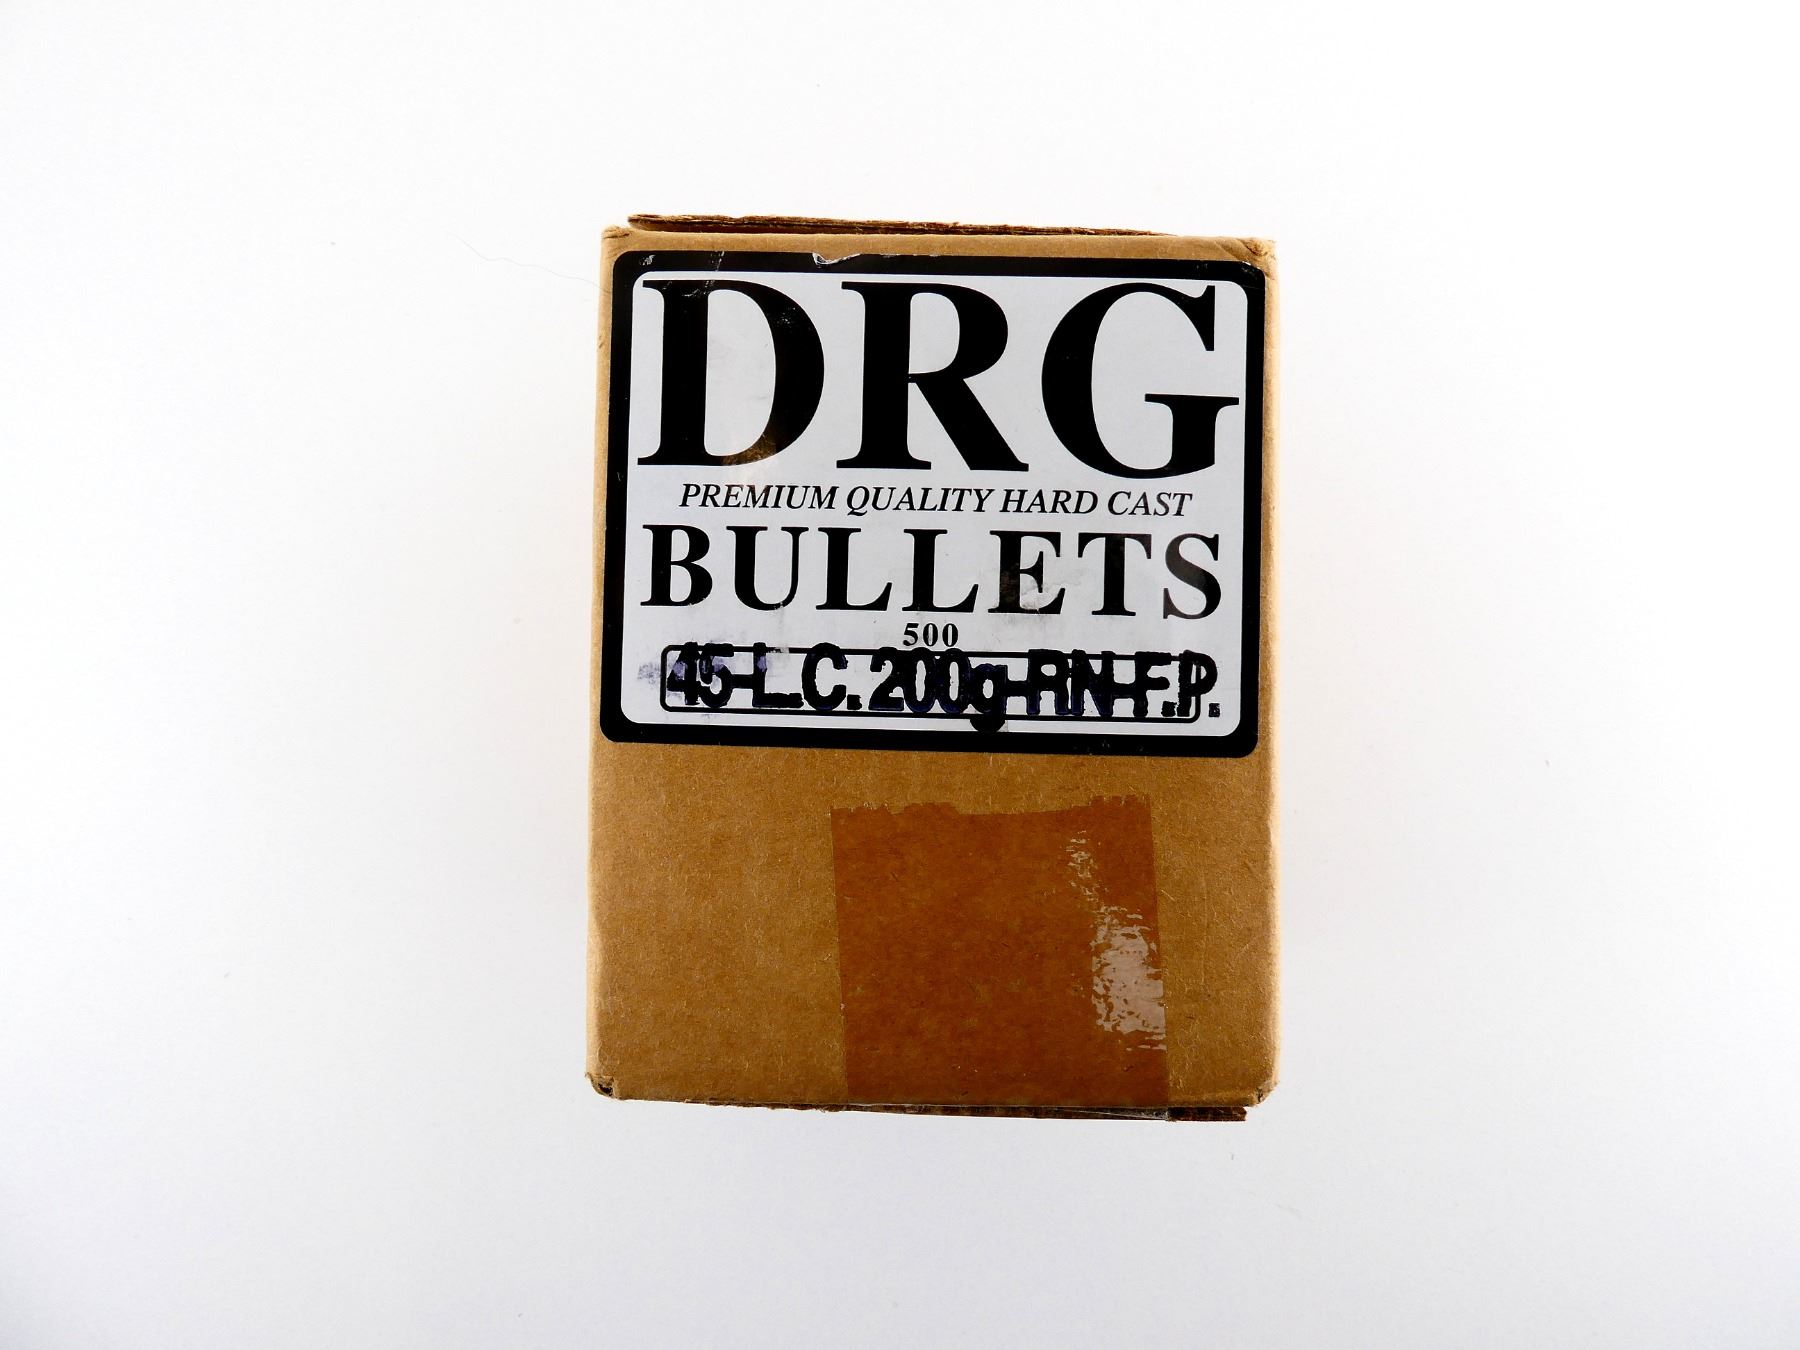 DRG
PREMIUM QUALITY HARD CAST
BULLETS
500
45-L.C. 200g-RN-F.P.